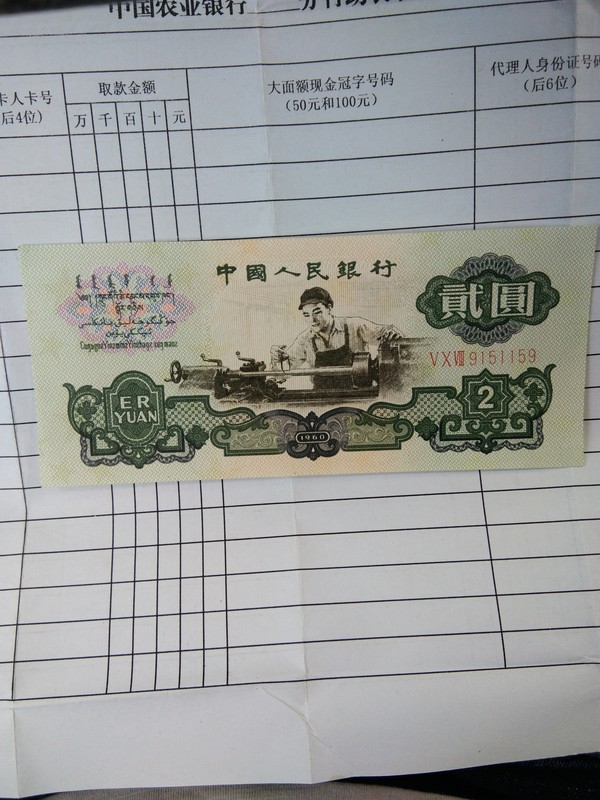 中国农业银行
卡人卡号
后4位)
取款金额
万 千 百 十 元
大面额现金冠字号码
(50元和100元)
代理人身份证号码
(后6位)
中國人民銀行
貳圓
VXⅧ 9151159
ER
YUAN
2
1960